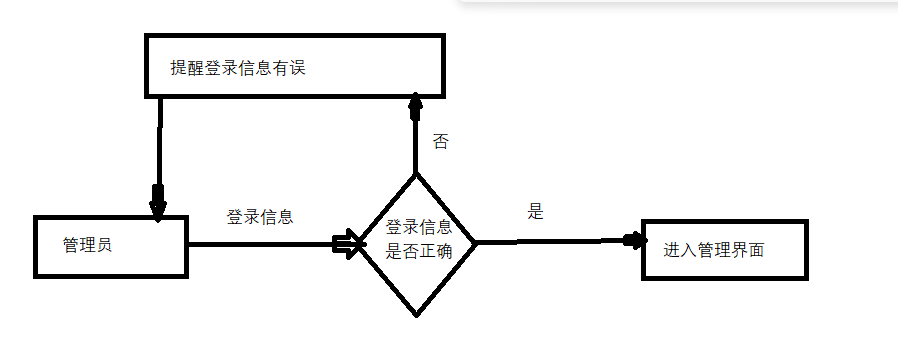 提醒登录信息有误
否
登录信息
是
登录信息
是否正确
管理员
进入管理界面